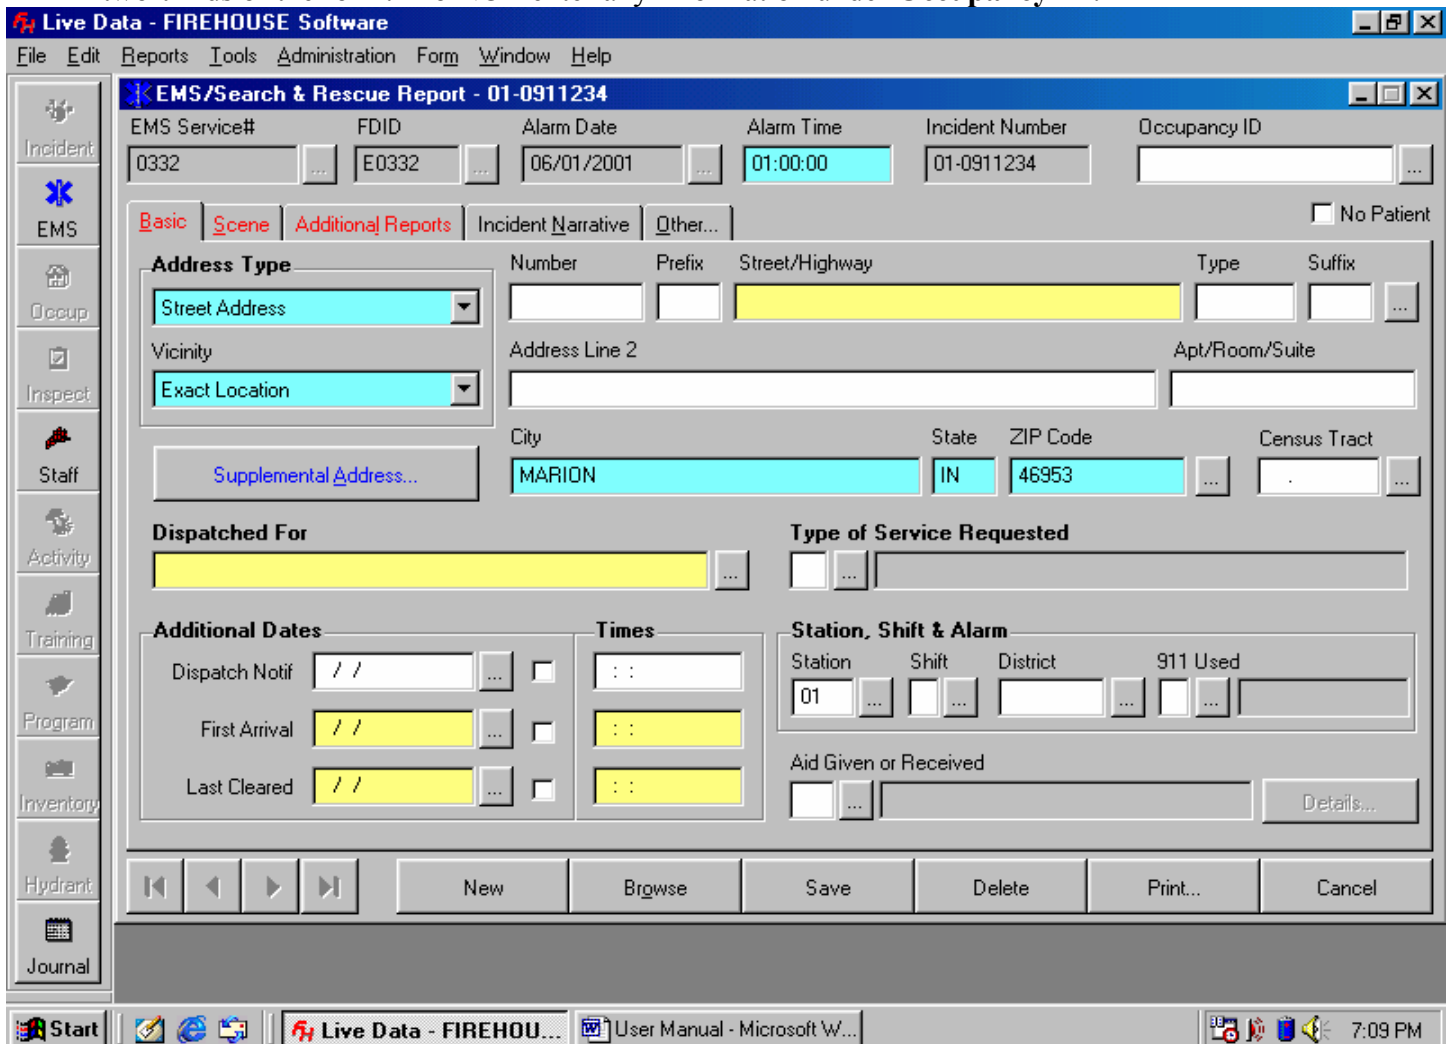 Live Data - FIREHOUSE Software
File Edit Reports Tools Administration Form Window Help
EMS/Search & Rescue Report - 01-0911234
EMS Service# FDID Alarm Date Alarm Time Incident Number Occupancy ID
0332 ... E0332 ... 06/01/2001 ... 01:00:00 01-0911234 ...
Basic Scene Additional Reports Incident Narrative Other... No Patient
Address Type Number Prefix Street/Highway Type Suffix
Street Address ...
Vicinity Address Line 2 Apt/Room/Suite
Exact Location
City State ZIP Code Census Tract
Supplemental Address... MARION IN 46953 ... . ...
Dispatched For Type of Service Requested
... ...
Additional Dates Times Station, Shift & Alarm
Station Shift District 911 Used
Dispatch Notif / / ... : : 01 ... ... ... ...
First Arrival / / ... : :
Aid Given or Received
Last Cleared / / ... : : ... Details...
New Browse Save Delete Print... Cancel
Incident
EMS
Occup
Inspect
Staff
Activity
Training
Program
Inventory
Hydrant
Journal
Start Live Data - FIREHOU... User Manual - Microsoft W... 7:09 PM